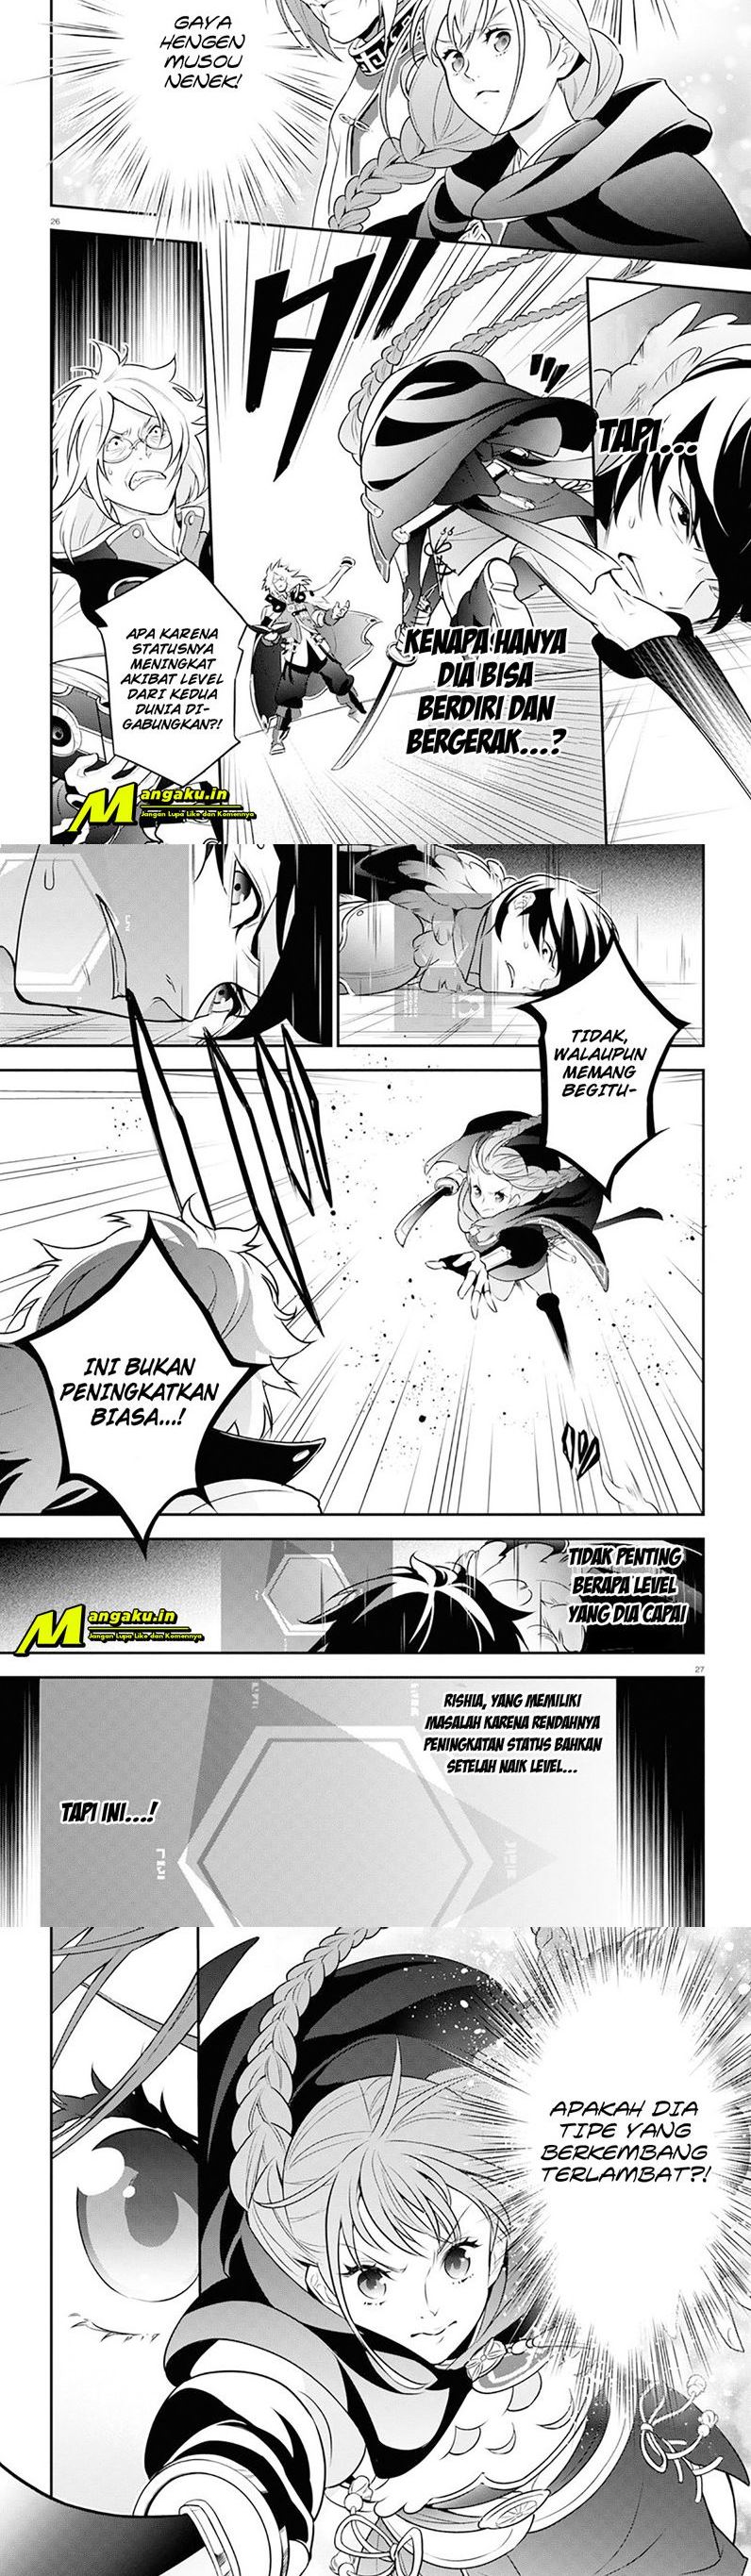 GAYA
HENGEN
MUSOU
NENEK!
26
TAPI...
KENAPA HANYA
DIA BISA
BERDIRI DAN
BERGERAK...?
APA KARENA
STATUSNYA
MENINGKAT
AKIBAT LEVEL
DARI KEDUA
DUNIA DI-
GABUNGKAN?!
Mangaku.in
Jangan Lupa Like dan Komennya
TIDAK,
WALAUPUN
MEMANG
BEGITU-
INI BUKAN
PENINGKATKAN
BIASA...!
TIDAK PENTING
BERAPA LEVEL
YANG DIA CAPAI
Mangaku.in
Jangan Lupa Like dan Komennya
27
RISHIA, YANG MEMILIKI
MASALAH KARENA RENDAHNYA
PENINGKATAN STATUS BAHKAN
SETELAH NAIK LEVEL...
TAPI INI...!
APAKAH DIA
TIPE YANG
BERKEMBANG
TERLAMBAT?!